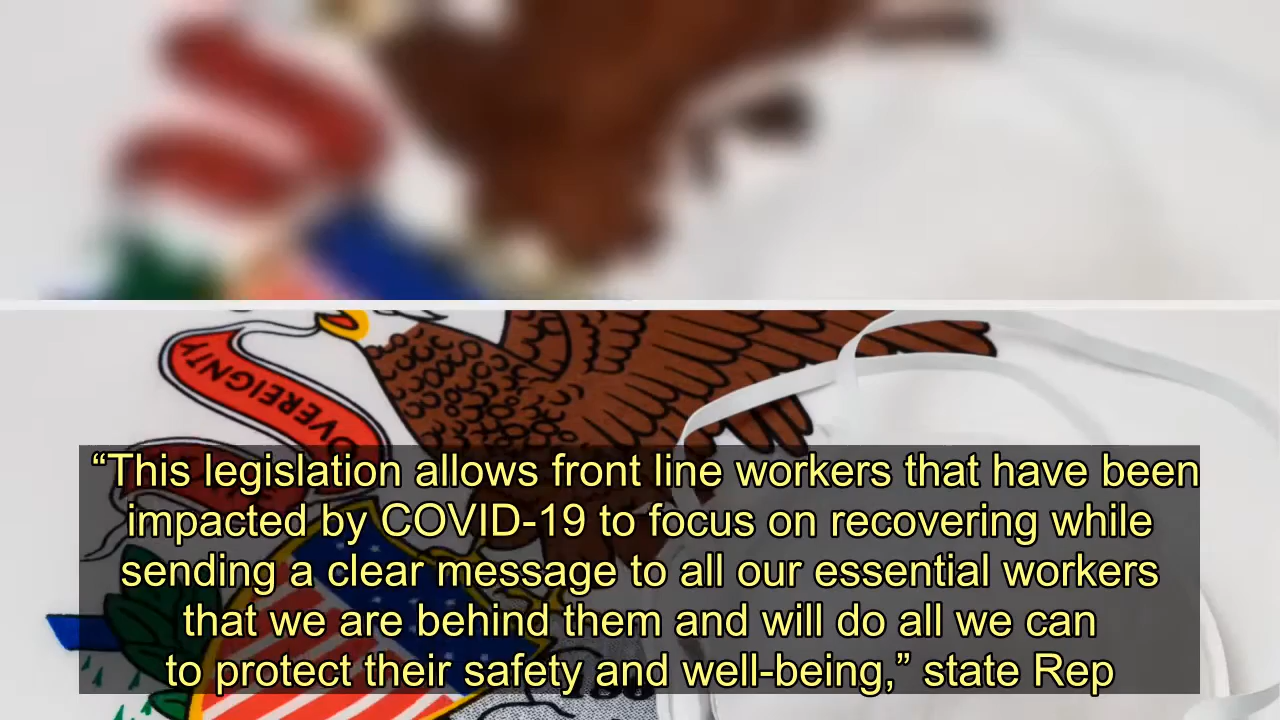 SOVEREIGNTY
“This legislation allows front line workers that have been
impacted by COVID-19 to focus on recovering while
sending a clear message to all our essential workers
that we are behind them and will do all we can
to protect their safety and well-being,” state Rep